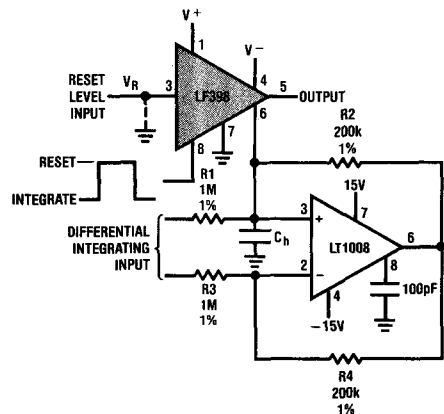 V+
1
V−
RESET
LEVEL
INPUT
VR
3
LF398
4
5
OUTPUT
6
7
8
RESET
INTEGRATE
R1
1M
1%
R2
200k
1%
15V
7
DIFFERENTIAL
INTEGRATING
INPUT
Ch
3
+
LT1008
6
2
−
8
R3
1M
1%
4
−15V
100pF
R4
200k
1%